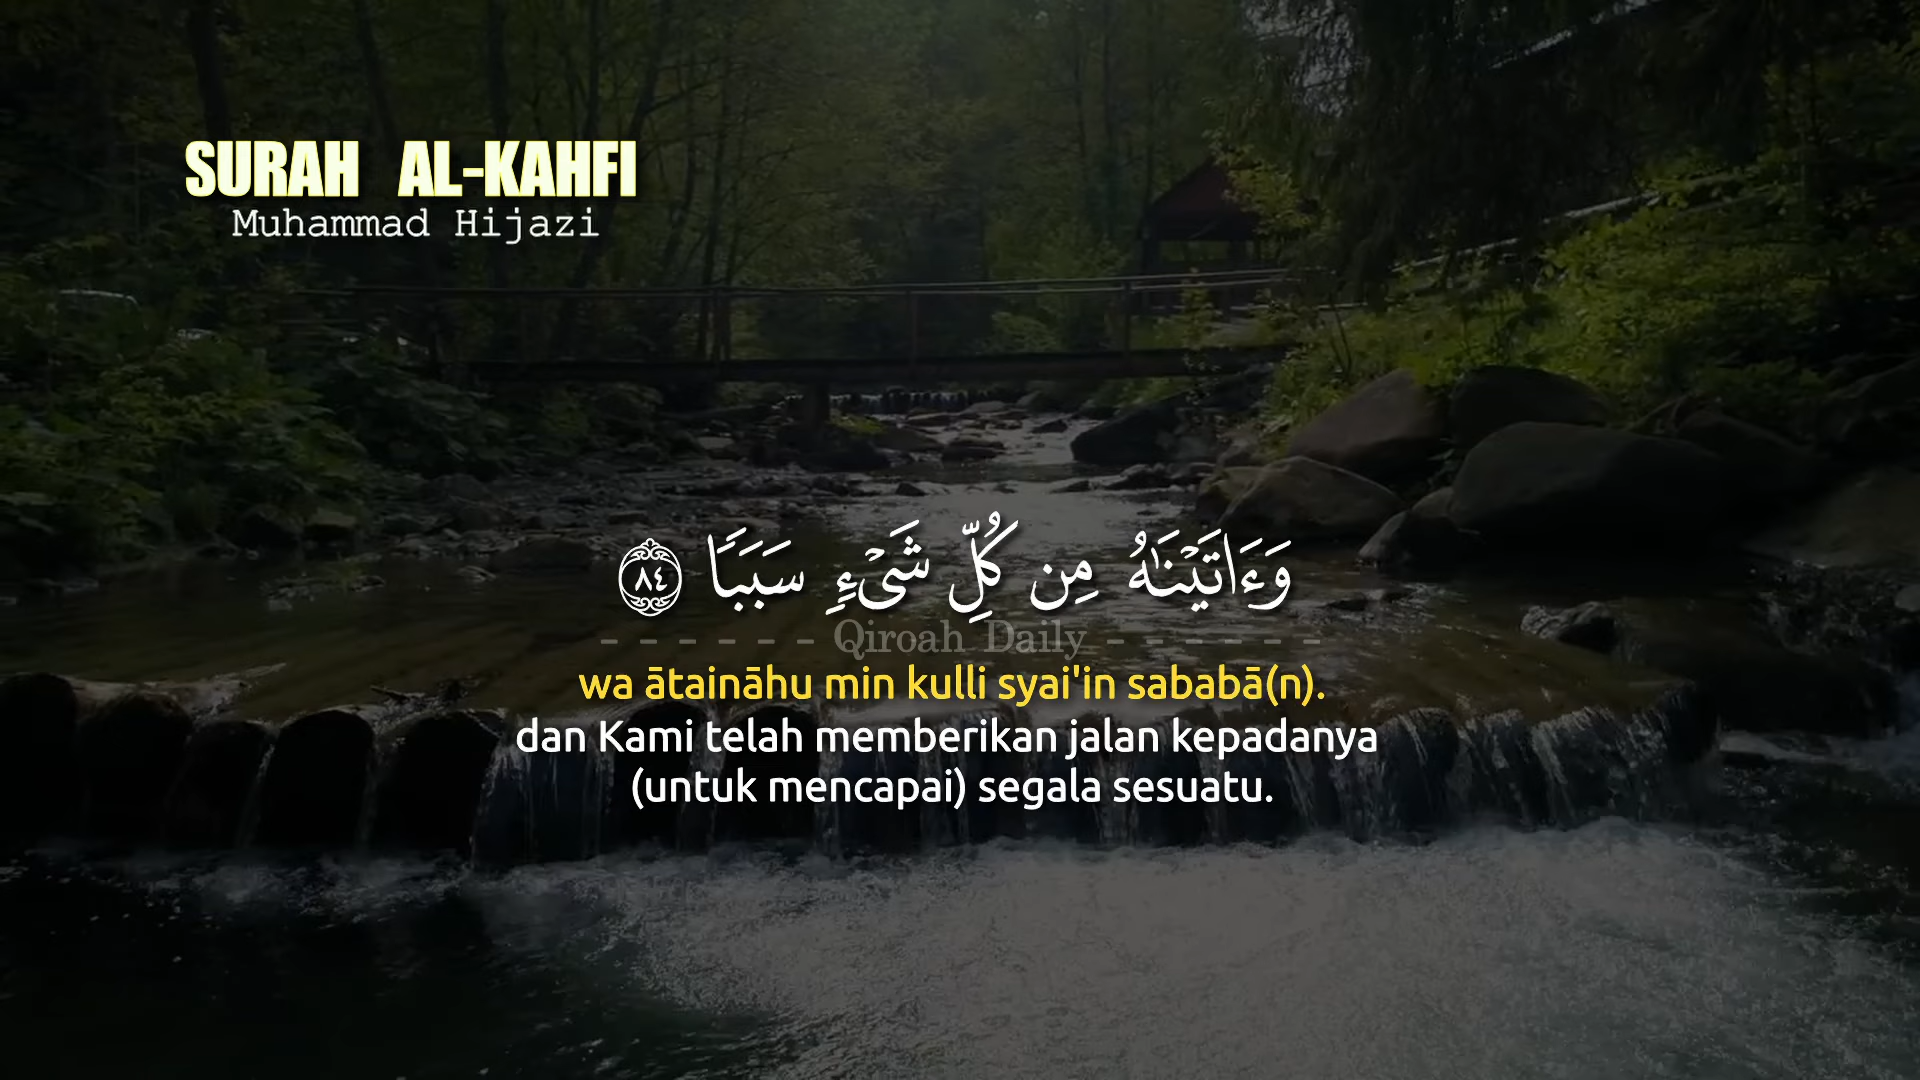 SURAH AL-KAHFI
Muhammad Hijazi
وَءَاتَيْنَـٰهُ مِن كُلِّ شَىْءٍ سَبَبًا ٨٤
- - - - - - Qiroah Daily - - - - - -
wa ātaināhu min kulli syai'in sababā(n).
dan Kami telah memberikan jalan kepadanya
(untuk mencapai) segala sesuatu.